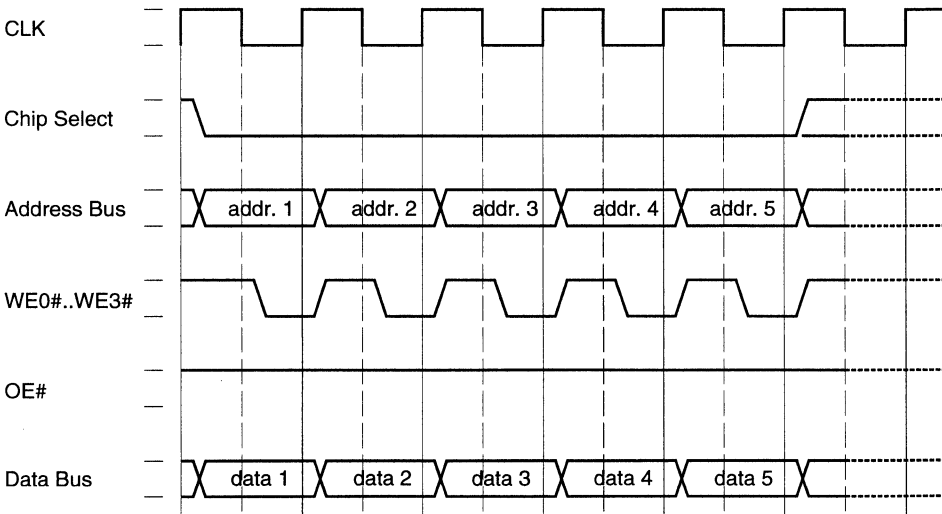 CLK
Chip Select
Address Bus
addr. 1
addr. 2
addr. 3
addr. 4
addr. 5
WE0#..WE3#
OE#
Data Bus
data 1
data 2
data 3
data 4
data 5